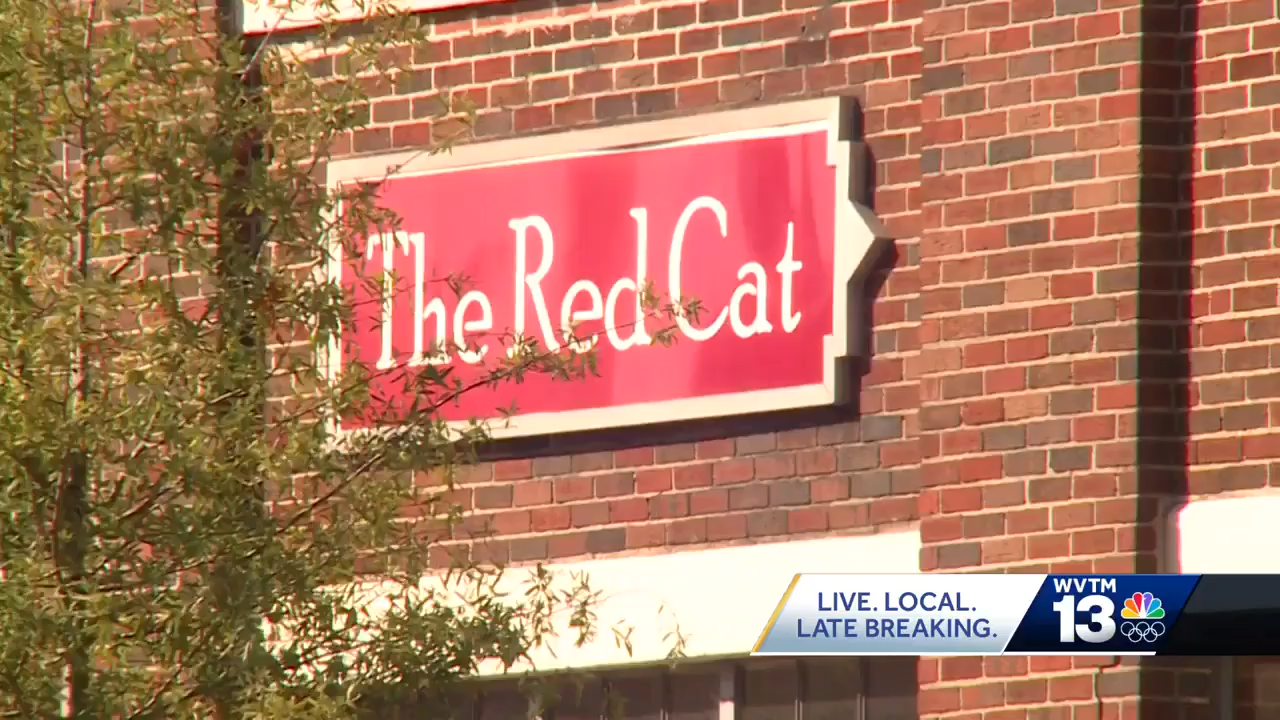 The Red Cat
LIVE. LOCAL.
LATE BREAKING.
WVTM
13